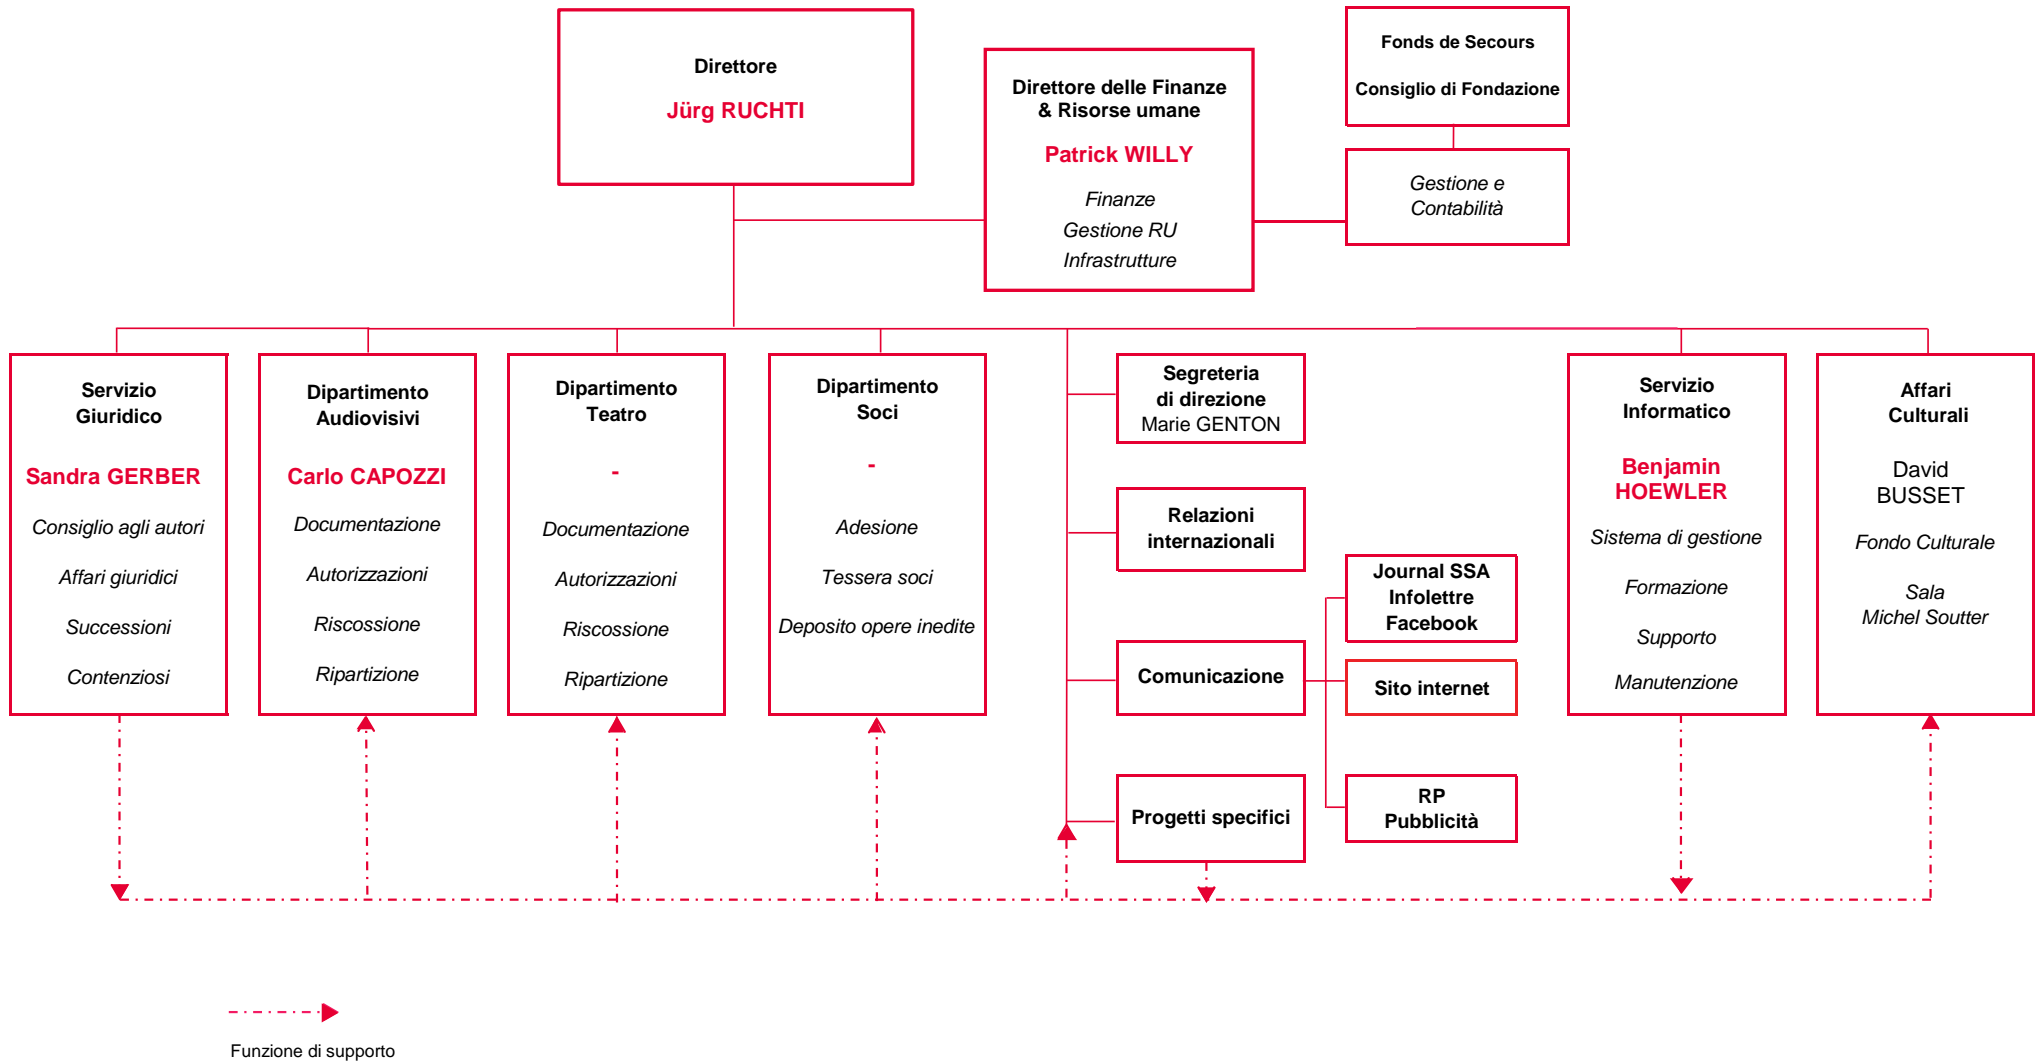 Direttore
Jürg RUCHTI
Direttore delle Finanze
& Risorse umane
Patrick WILLY
Finanze
Gestione RU
Infrastrutture
Fonds de Secours
Consiglio di Fondazione
Gestione e
Contabilità
Servizio
Giuridico
Sandra GERBER
Consiglio agli autori
Affari giuridici
Successioni
Contenziosi
Dipartimento
Audiovisivi
Carlo CAPOZZI
Documentazione
Autorizzazioni
Riscossione
Ripartizione
Dipartimento
Teatro
-
Documentazione
Autorizzazioni
Riscossione
Ripartizione
Dipartimento
Soci
-
Adesione
Tessera soci
Deposito opere inedite
Segreteria
di direzione
Marie GENTON
Relazioni
internazionali
Comunicazione
Progetti specifici
Journal SSA
Infolettre
Facebook
Sito internet
RP
Pubblicità
Servizio
Informatico
Benjamin
HOEWLER
Sistema di gestione
Formazione
Supporto
Manutenzione
Affari
Culturali
David
BUSSET
Fondo Culturale
Sala
Michel Soutter
Funzione di supporto